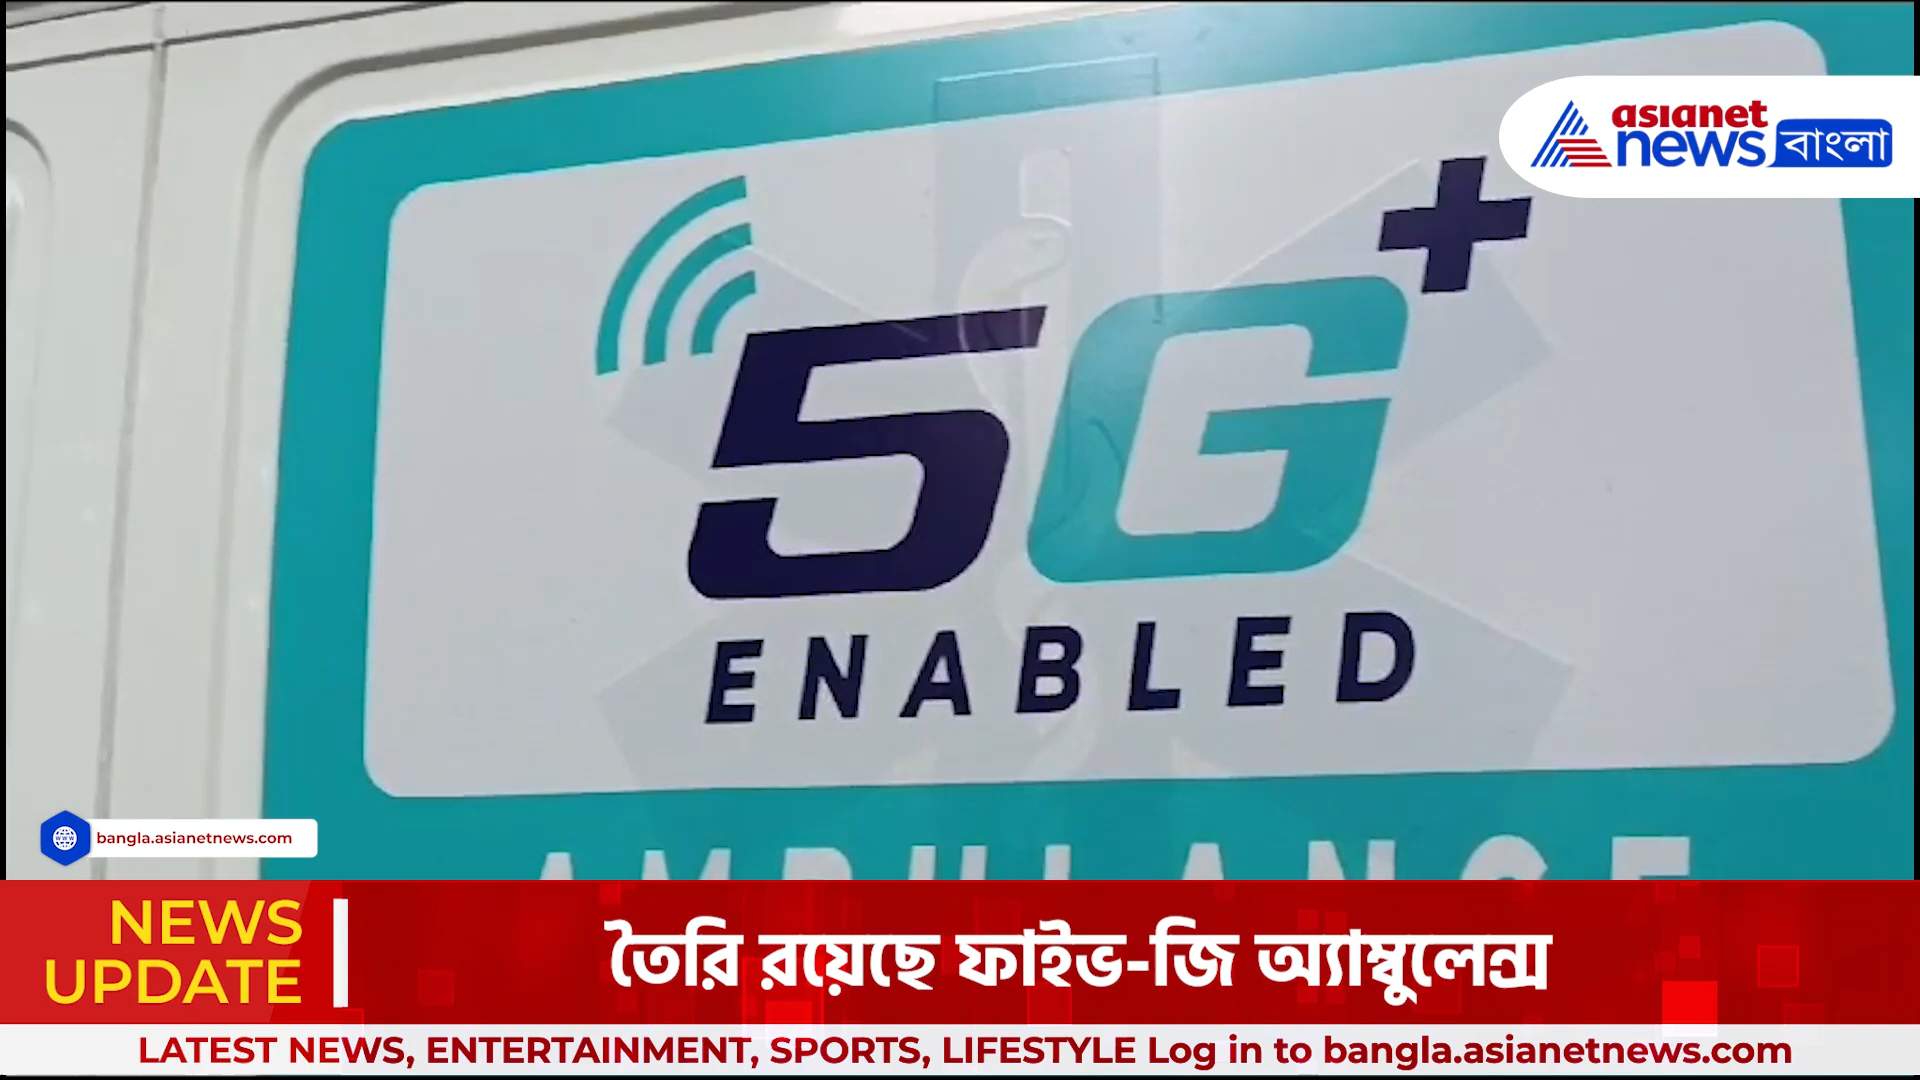 asianet
news বাংলা
5G+
ENABLED
AMBULANCE
bangla.asianetnews.com
NEWS
UPDATE
তৈরি রয়েছে ফাইভ-জি অ্যাম্বুলেন্স
LATEST NEWS, ENTERTAINMENT, SPORTS, LIFESTYLE Log in to bangla.asianetnews.com